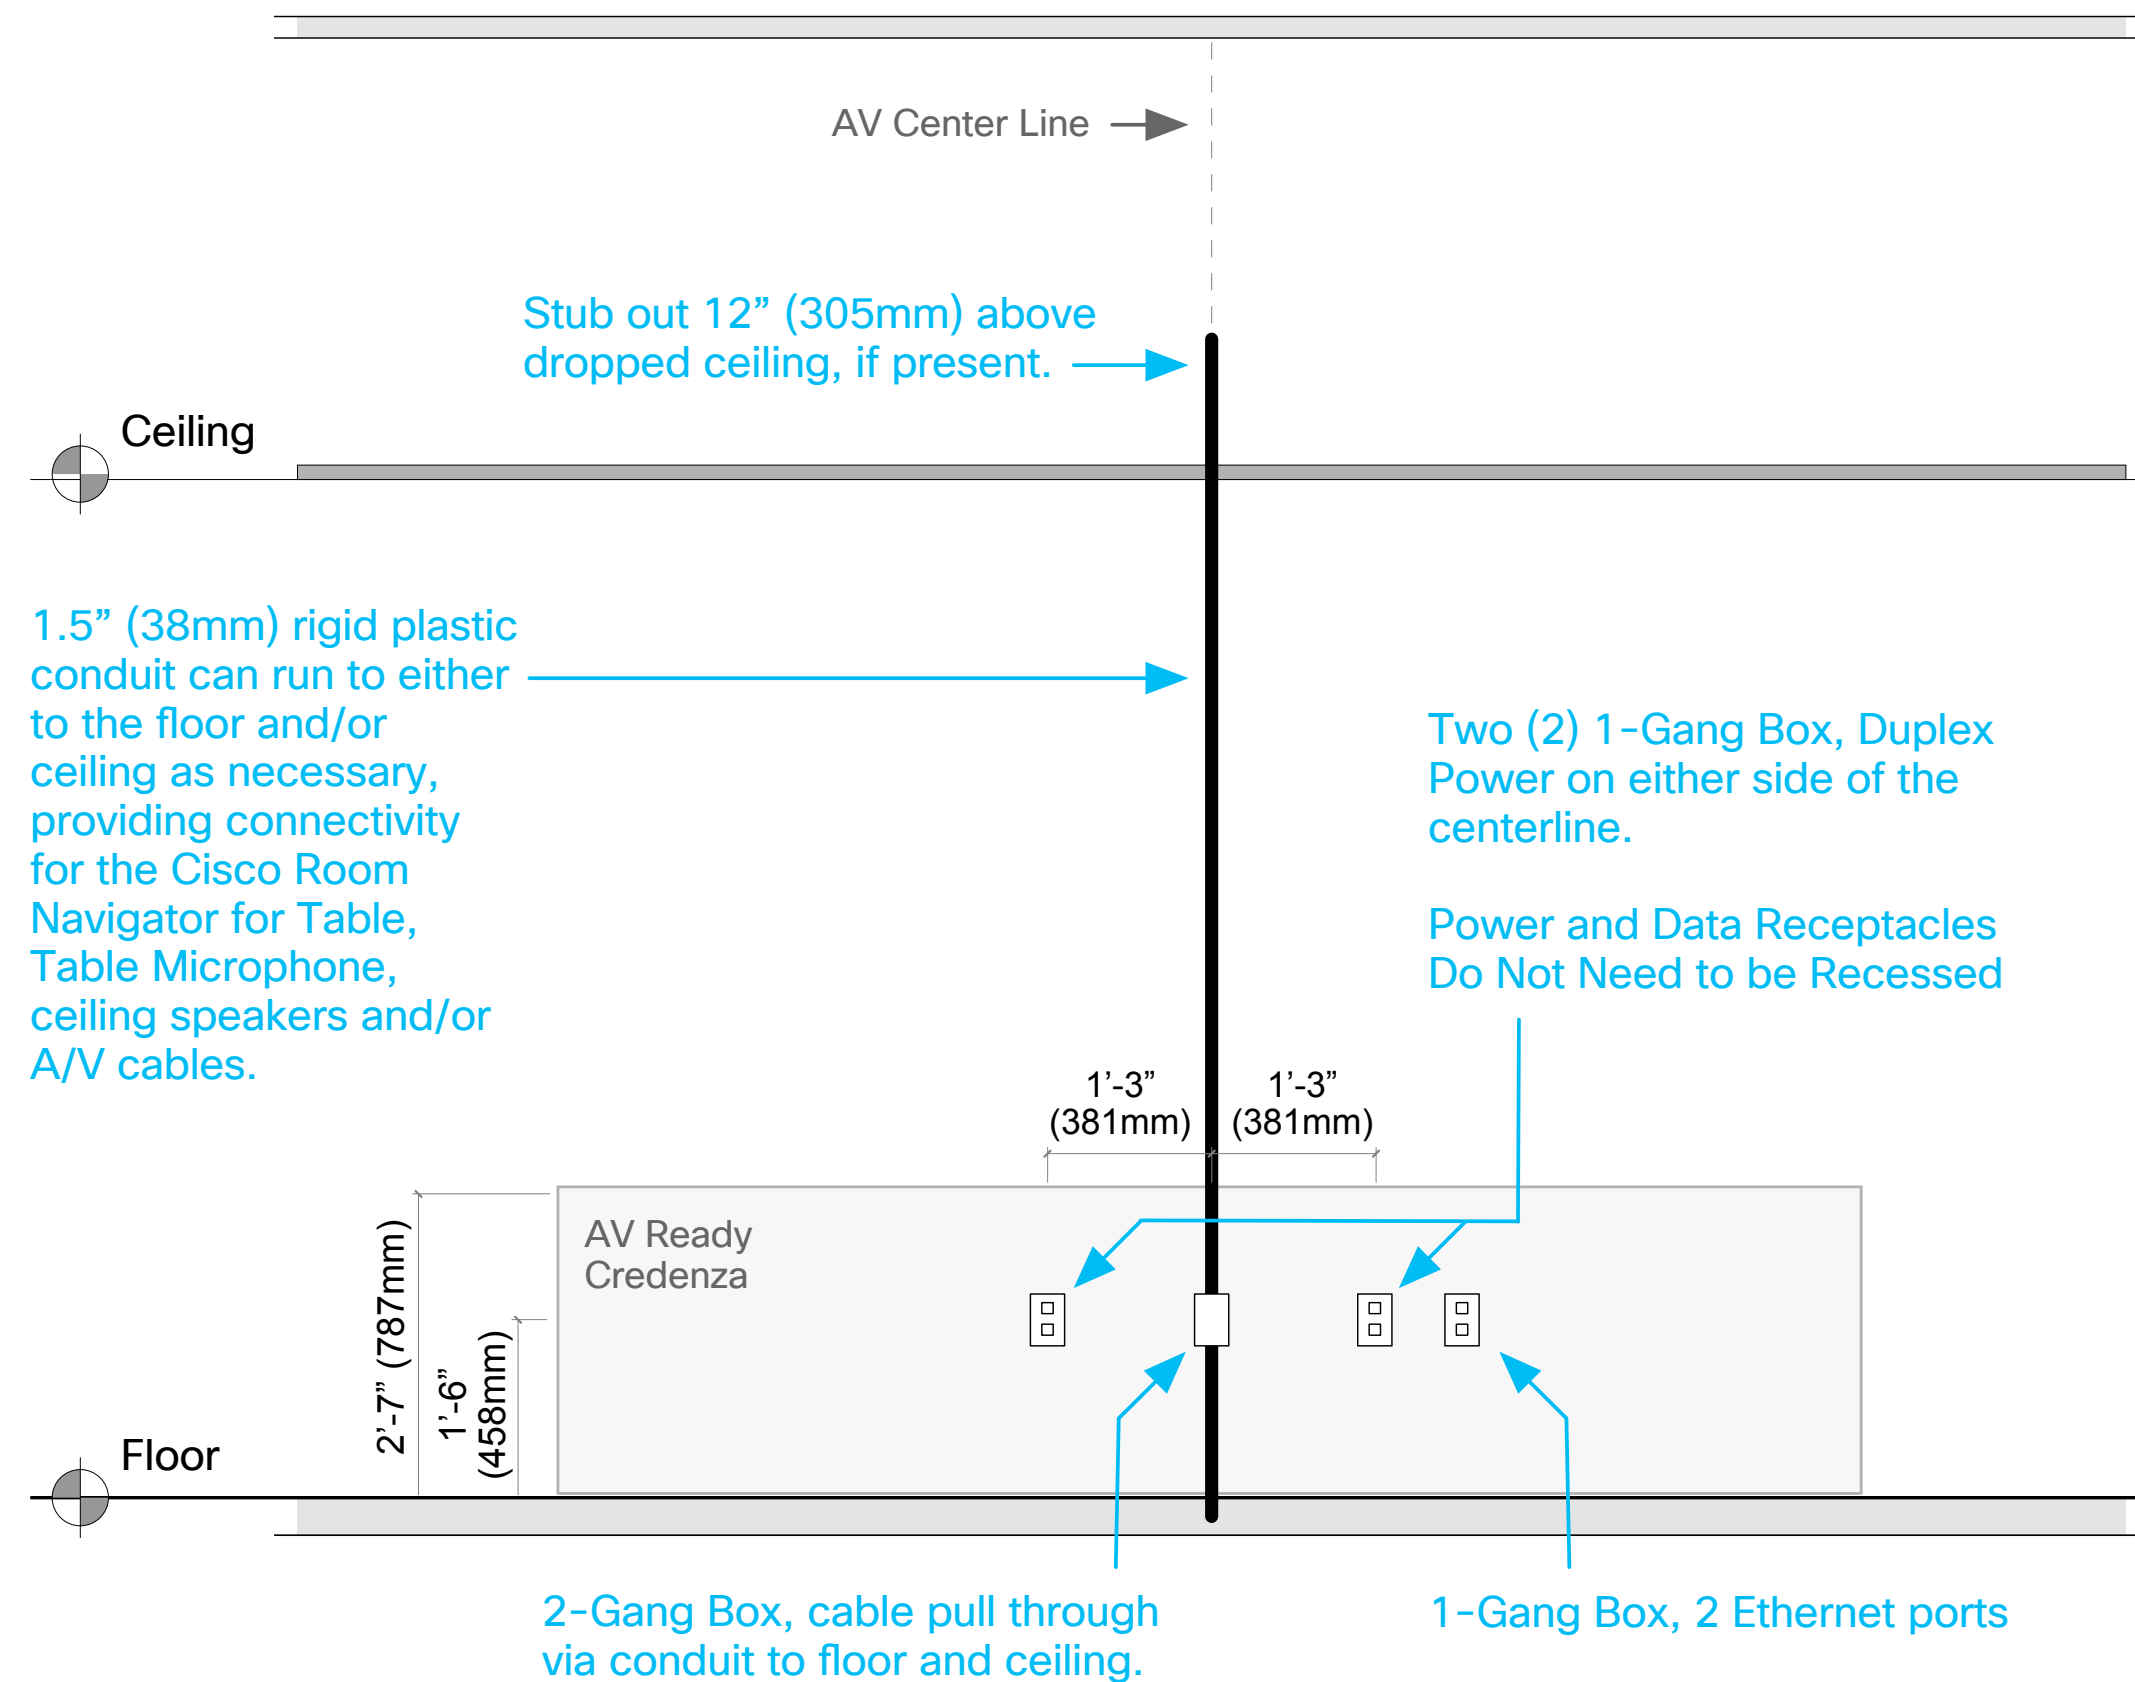 AV Center Line
Stub out 12” (305mm) above
dropped ceiling, if present.
Ceiling
1.5” (38mm) rigid plastic
conduit can run to either
to the floor and/or
ceiling as necessary,
providing connectivity
for the Cisco Room
Navigator for Table,
Table Microphone,
ceiling speakers and/or
A/V cables.
Two (2) 1-Gang Box, Duplex
Power on either side of the
centerline.
Power and Data Receptacles
Do Not Need to be Recessed
1’-3”
(381mm)
1’-3”
(381mm)
AV Ready
Credenza
2’-7” (787mm)
1’-6”
(458mm)
Floor
2-Gang Box, cable pull through
via conduit to floor and ceiling.
1-Gang Box, 2 Ethernet ports